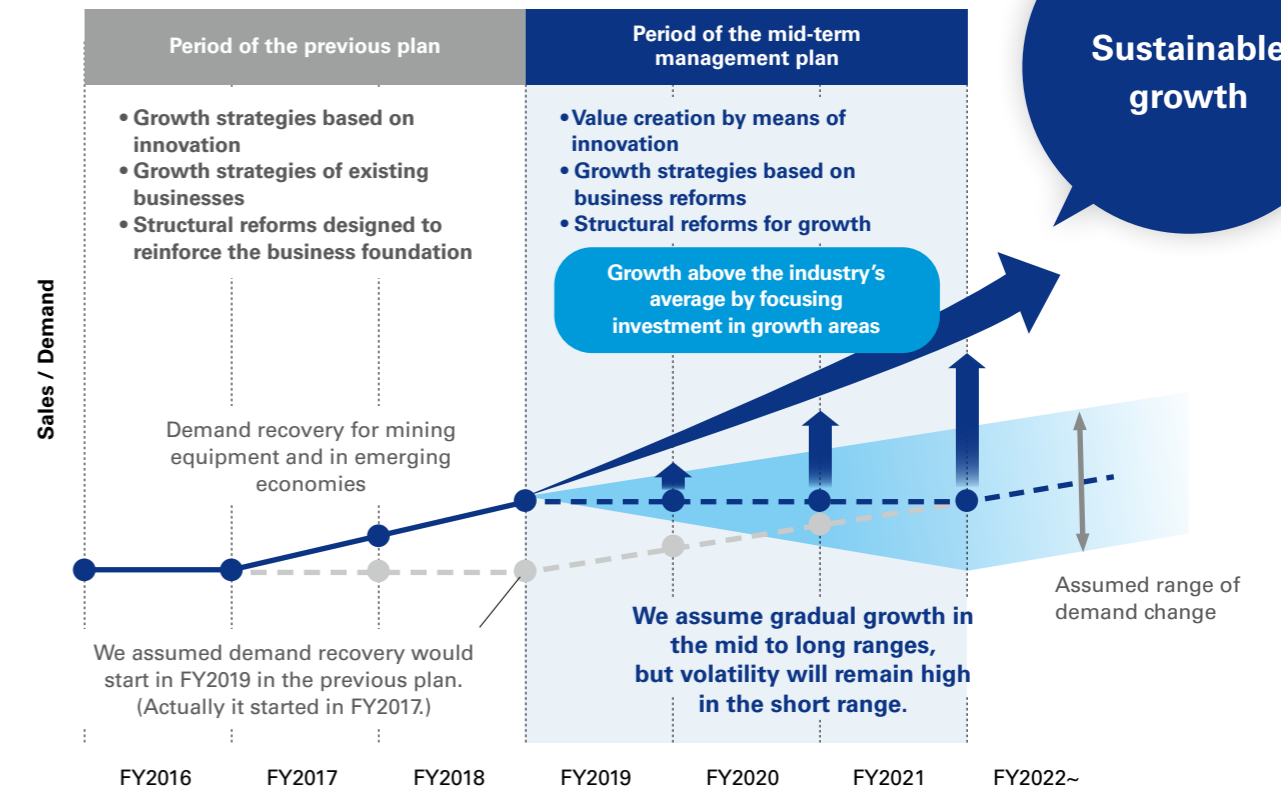 Period of the previous plan
Period of the mid-term
management plan
Sustainable
growth
• Growth strategies based on
innovation
• Growth strategies of existing
businesses
• Structural reforms designed to
reinforce the business foundation
• Value creation by means of
innovation
• Growth strategies based on
business reforms
• Structural reforms for growth
Growth above the industry's
average by focusing
investment in growth areas
Sales / Demand
Demand recovery for mining
equipment and in emerging
economies
Assumed range of
demand change
We assume gradual growth in
the mid to long ranges,
but volatility will remain high
in the short range.
We assumed demand recovery would
start in FY2019 in the previous plan.
(Actually it started in FY2017.)
FY2016
FY2017
FY2018
FY2019
FY2020
FY2021
FY2022~